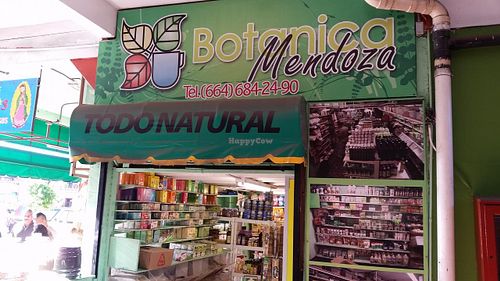 Botanica
Mendoza
Tel. (664) 684-24-90
TODO NATURAL
HappyCow